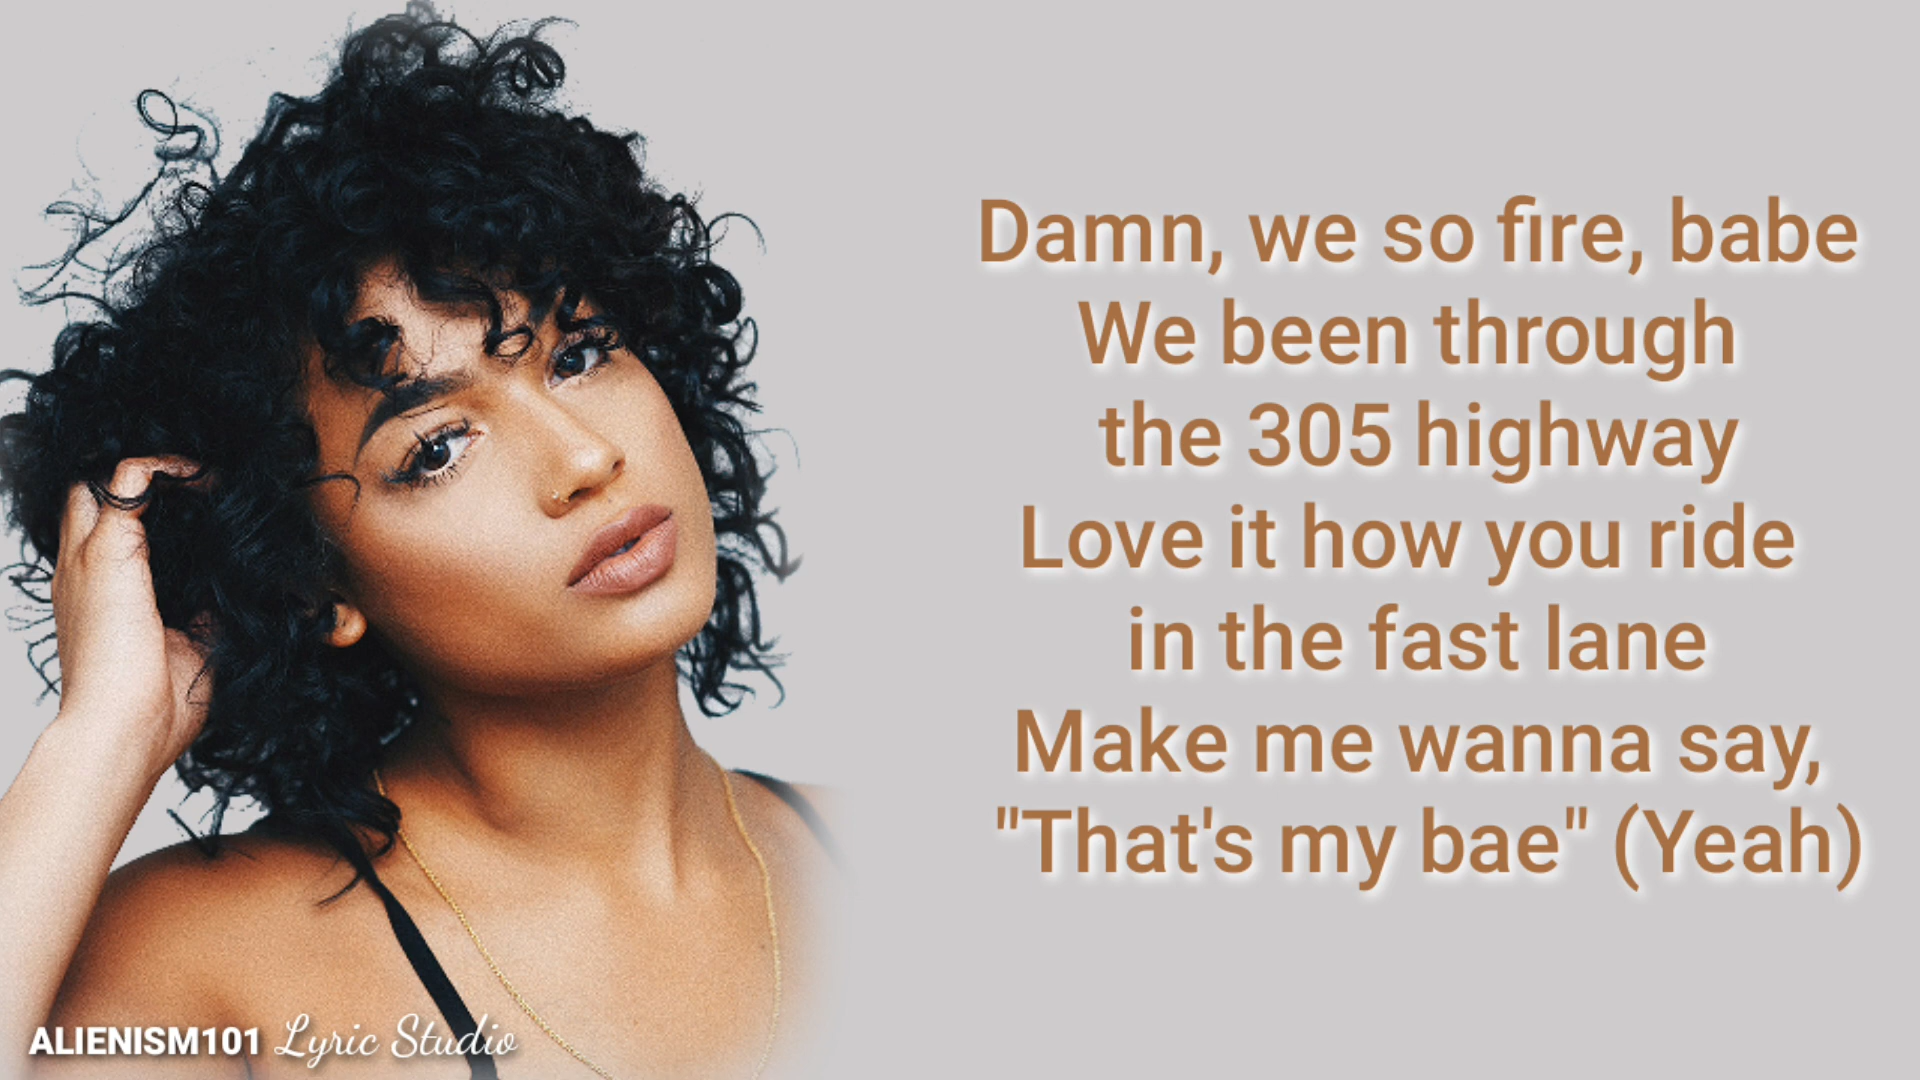 Damn, we so fire, babe
We been through
the 305 highway
Love it how you ride
in the fast lane
Make me wanna say,
"That's my bae" (Yeah)
ALIENISM101 Lyric Studio